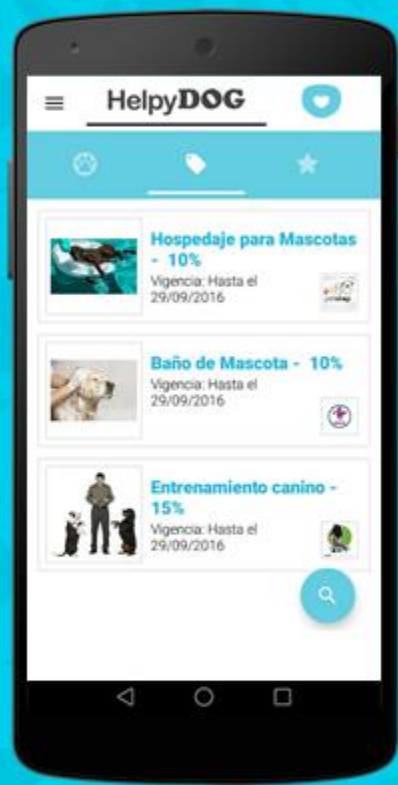 HelpyDOG
Hospedaje para Mascotas
- 10%
Vigencia: Hasta el
29/09/2016
Baño de Mascota - 10%
Vigencia: Hasta el
29/09/2016
Entrenamiento canino -
15%
Vigencia: Hasta el
29/09/2016